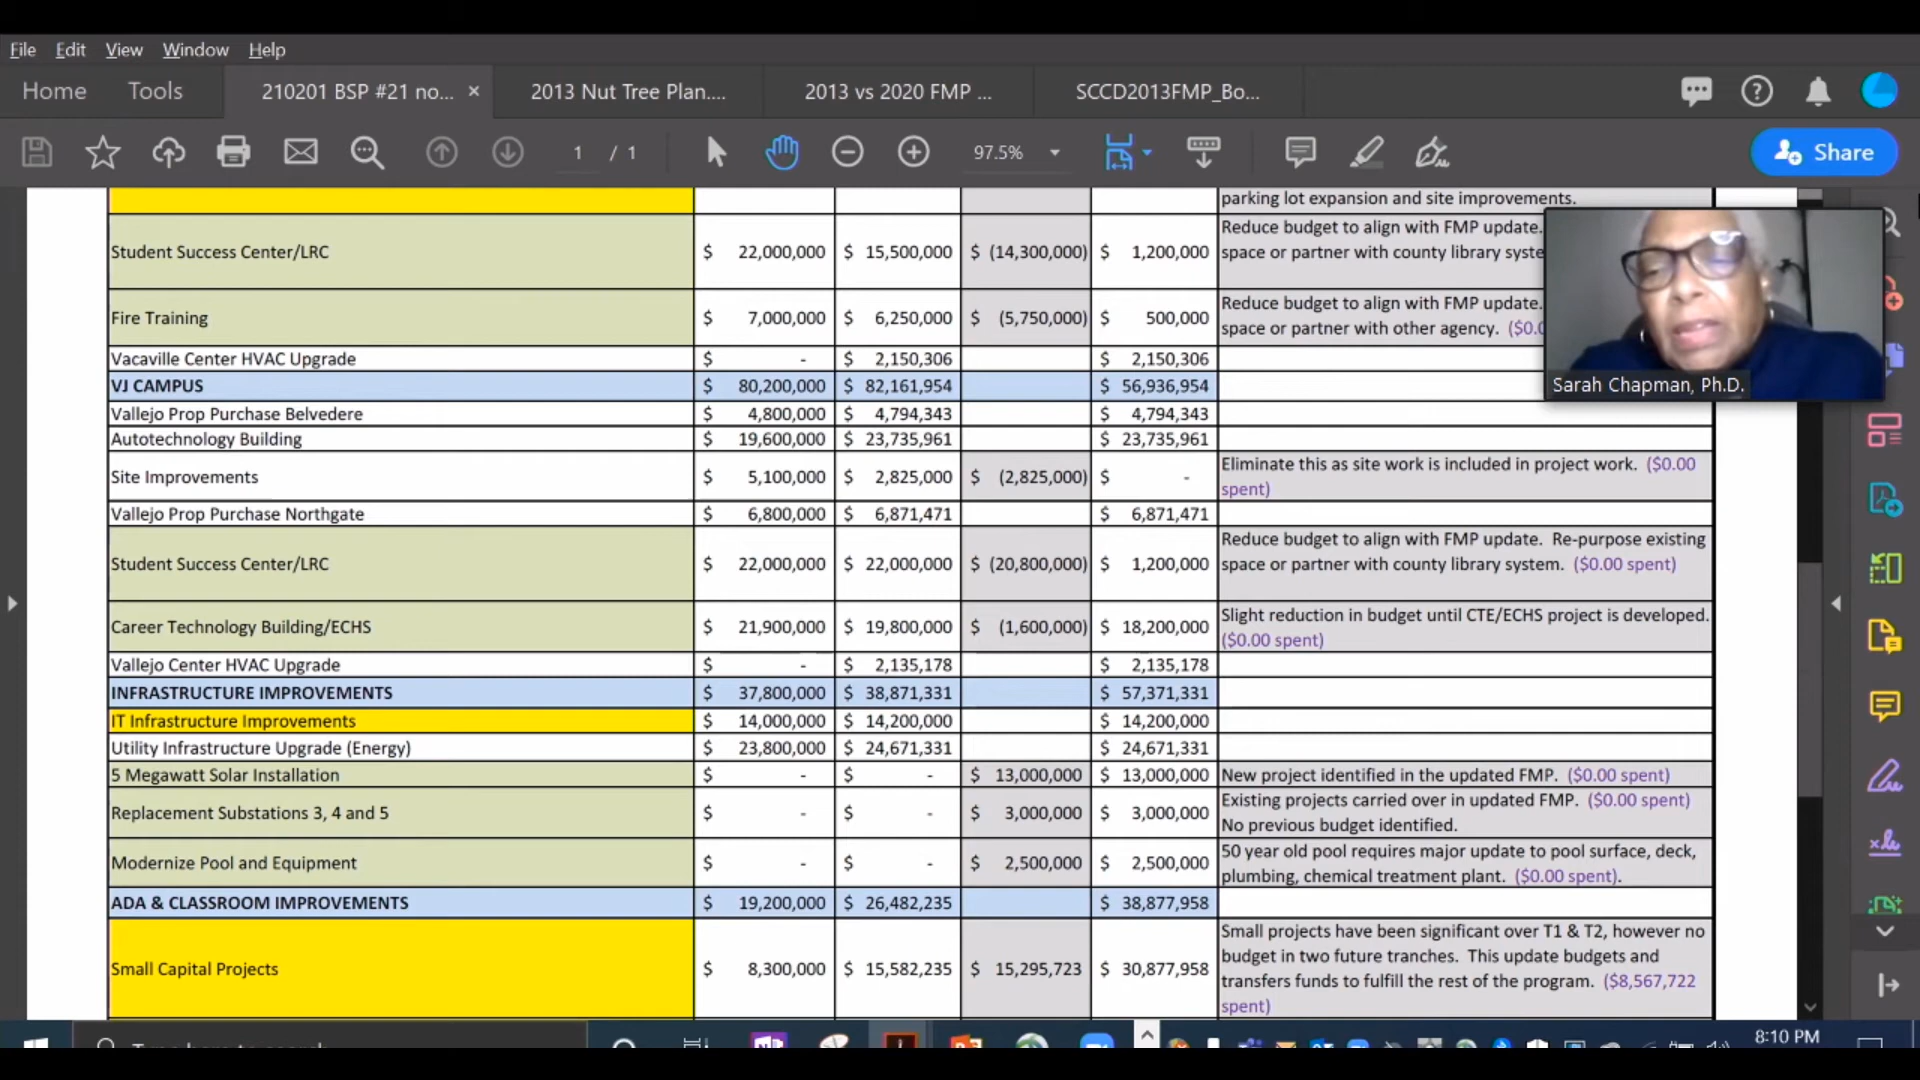 File Edit View Window Help
Home Tools 210201 BSP #21 no... × 2013 Nut Tree Plan.... 2013 vs 2020 FMP ... SCCD2013FMP_Bo...
1 / 1 97.5% Share
parking lot expansion and site improvements.
Reduce budget to align with FMP update.
Student Success Center/LRC $ 22,000,000 $ 15,500,000 $ (14,300,000) $ 1,200,000 space or partner with county library
Reduce budget to align with FMP update.
Fire Training $ 7,000,000 $ 6,250,000 $ (5,750,000) $ 500,000
space or partner with other agency.
Vacaville Center HVAC Upgrade $ - $ 2,150,306 $ 2,150,306
VJ CAMPUS $ 80,200,000 $ 82,161,954 $ 56,936,954
Sarah Chapman, Ph.D.
Vallejo Prop Purchase Belvedere $ 4,800,000 $ 4,794,343 $ 4,794,343
Autotechnology Building $ 19,600,000 $ 23,735,961 $ 23,735,961
Eliminate this as site work is included in project work. ($0.00
Site Improvements $ 5,100,000 $ 2,825,000 $ (2,825,000) $ -
spent)
Vallejo Prop Purchase Northgate $ 6,800,000 $ 6,871,471 $ 6,871,471
Reduce budget to align with FMP update. Re-purpose existing
Student Success Center/LRC $ 22,000,000 $ 22,000,000 $ (20,800,000) $ 1,200,000 space or partner with county library system. ($0.00 spent)
Slight reduction in budget until CTE/ECHS project is developed.
Career Technology Building/ECHS $ 21,900,000 $ 19,800,000 $ (1,600,000) $ 18,200,000
($0.00 spent)
Vallejo Center HVAC Upgrade $ - $ 2,135,178 $ 2,135,178
INFRASTRUCTURE IMPROVEMENTS $ 37,800,000 $ 38,871,331 $ 57,371,331
IT Infrastructure Improvements $ 14,000,000 $ 14,200,000 $ 14,200,000
Utility Infrastructure Upgrade (Energy) $ 23,800,000 $ 24,671,331 $ 24,671,331
5 Megawatt Solar Installation $ - $ - $ 13,000,000 $ 13,000,000 New project identified in the updated FMP. ($0.00 spent)
Existing projects carried over in updated FMP. ($0.00 spent)
Replacement Substations 3, 4 and 5 $ - $ - $ 3,000,000 $ 3,000,000
No previous budget identified.
50 year old pool requires major update to pool surface, deck,
Modernize Pool and Equipment $ - $ - $ 2,500,000 $ 2,500,000
plumbing, chemical treatment plant. ($0.00 spent).
ADA & CLASSROOM IMPROVEMENTS $ 19,200,000 $ 26,482,235 $ 38,877,958
Small projects have been significant over T1 & T2, however no
budget in two future tranches. This update budgets and
Small Capital Projects $ 8,300,000 $ 15,582,235 $ 15,295,723 $ 30,877,958
transfers funds to fulfill the rest of the program. ($8,567,722
spent)
8:10 PM